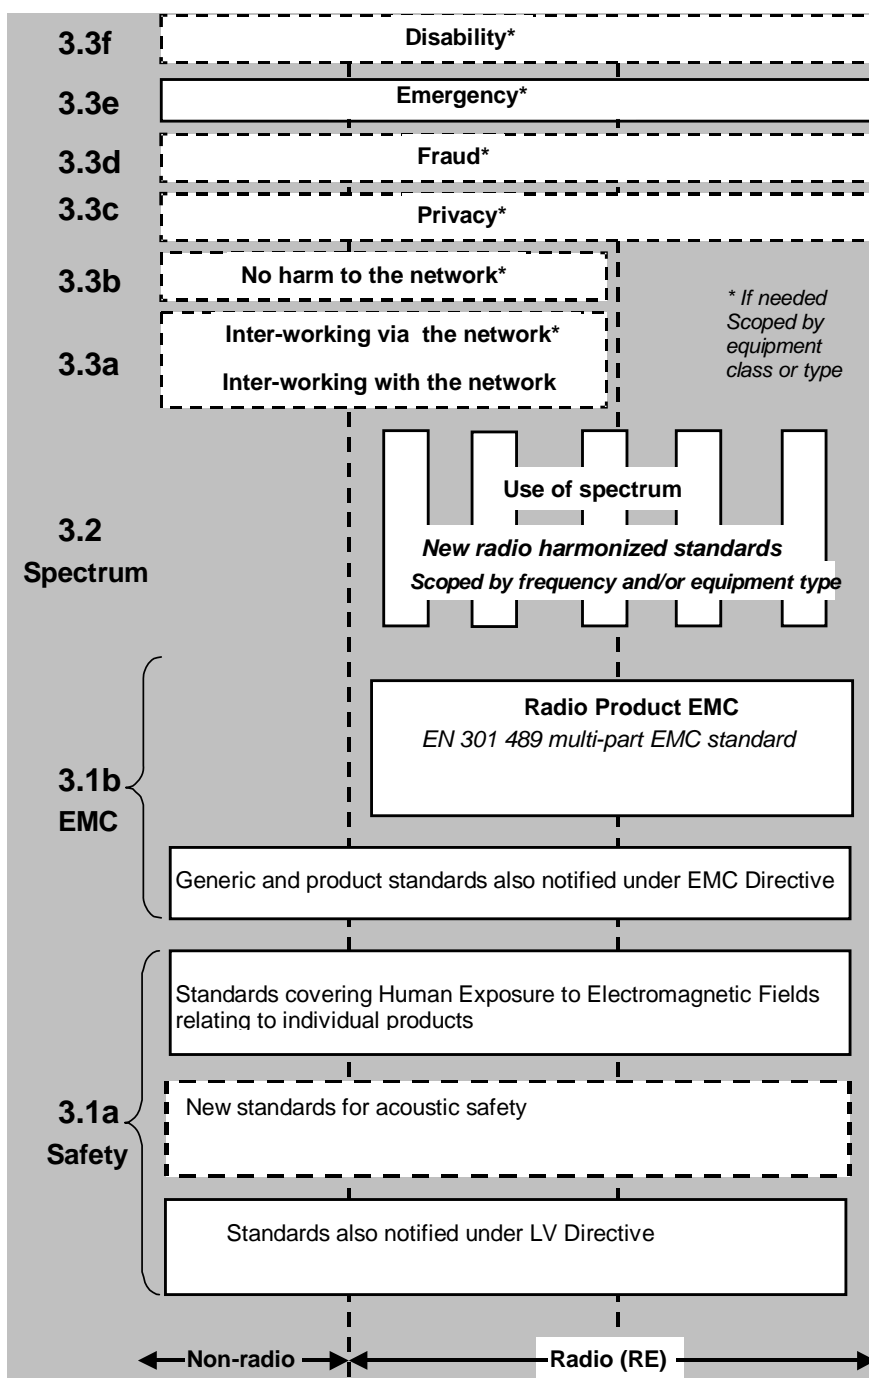 3.3f
Disability*
3.3e
Emergency*
3.3d
Fraud*
3.3c
Privacy*
3.3b
No harm to the network*
* If needed
Scoped by
equipment
class or type
3.3a
Inter-working via the network*
Inter-working with the network
3.2
Spectrum
Use of spectrum
New radio harmonized standards
Scoped by frequency and/or equipment type
3.1b
EMC
Radio Product EMC
EN 301 489 multi-part EMC standard
Generic and product standards also notified under EMC Directive
3.1a
Safety
Standards covering Human Exposure to Electromagnetic Fields
relating to individual products
New standards for acoustic safety
Standards also notified under LV Directive
Non-radio
Radio (RE)